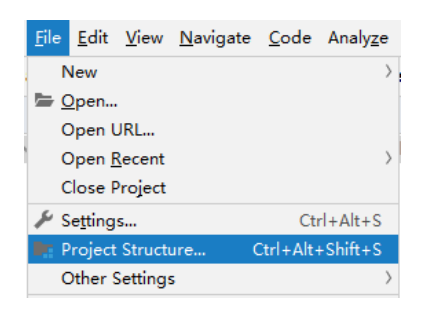 File Edit View Navigate Code Analyze
New
Open...
Open URL...
Open Recent
Close Project
Settings... Ctrl+Alt+S
Project Structure... Ctrl+Alt+Shift+S
Other Settings